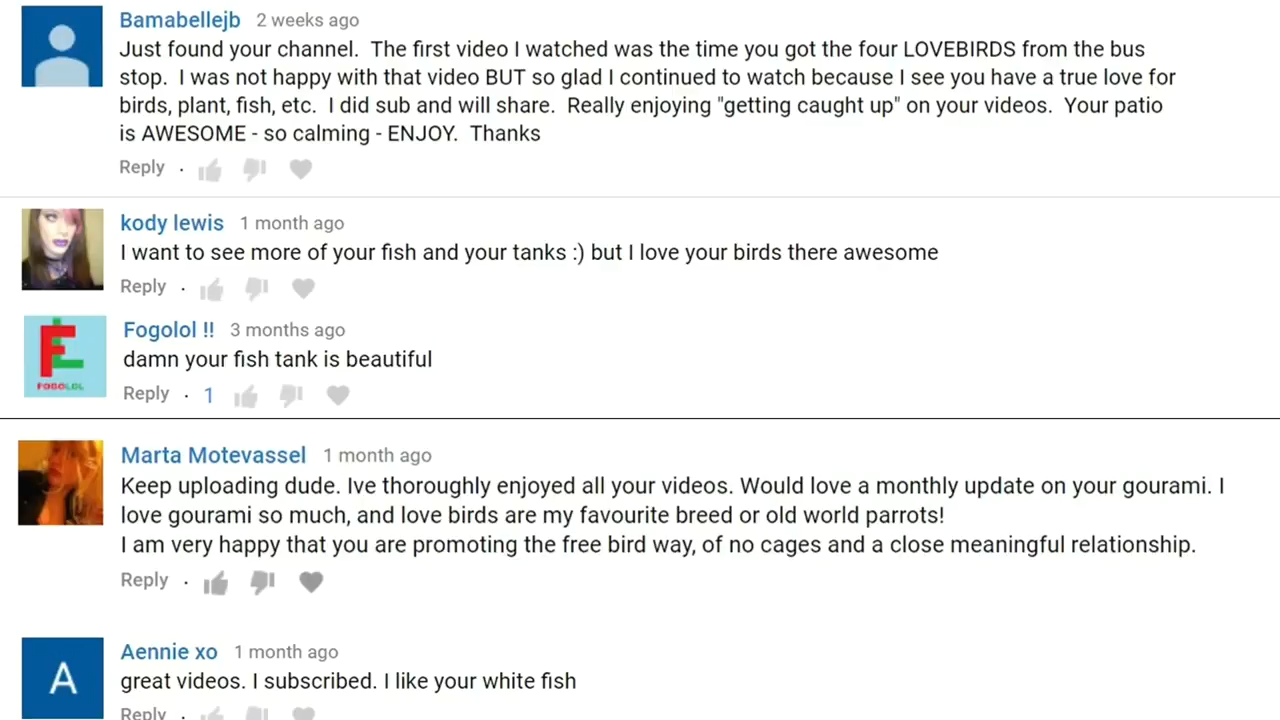 Bamabellejb 2 weeks ago
Just found your channel.  The first video I watched was the time you got the four LOVEBIRDS from the bus
stop.  I was not happy with that video BUT so glad I continued to watch because I see you have a true love for
birds, plant, fish, etc.  I did sub and will share.  Really enjoying "getting caught up" on your videos.  Your patio
is AWESOME - so calming - ENJOY.  Thanks
Reply ·
kody lewis 1 month ago
I want to see more of your fish and your tanks :) but I love your birds there awesome
Reply ·
FOGOLOL
Fogolol !! 3 months ago
damn your fish tank is beautiful
Reply · 1
Marta Motevassel 1 month ago
Keep uploading dude. Ive thoroughly enjoyed all your videos. Would love a monthly update on your gourami. I
love gourami so much, and love birds are my favourite breed or old world parrots!
I am very happy that you are promoting the free bird way, of no cages and a close meaningful relationship.
Reply ·
A
Aennie xo 1 month ago
great videos. I subscribed. I like your white fish
Reply ·